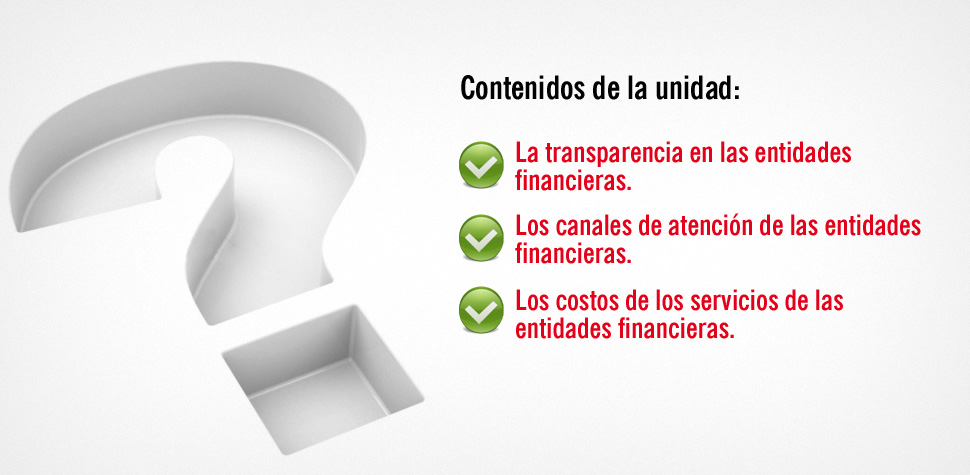 Contenidos de la unidad:
La transparencia en las entidades
financieras.
Los canales de atención de las entidades
financieras.
Los costos de los servicios de las
entidades financieras.